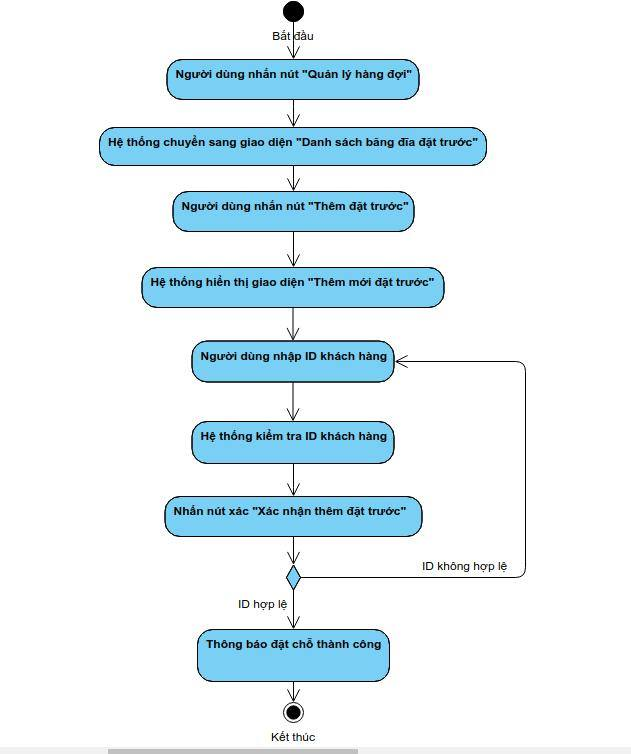 Bắt đầu
Người dùng nhấn nút "Quản lý hàng đợi"
Hệ thống chuyển sang giao diện "Danh sách băng đĩa đặt trước"
Người dùng nhấn nút "Thêm đặt trước"
Hệ thống hiển thị giao diện "Thêm mới đặt trước"
Người dùng nhập ID khách hàng
Hệ thống kiểm tra ID khách hàng
Nhấn nút xác "Xác nhận thêm đặt trước"
ID không hợp lệ
ID hợp lệ
Thông báo đặt chỗ thành công
Kết thúc